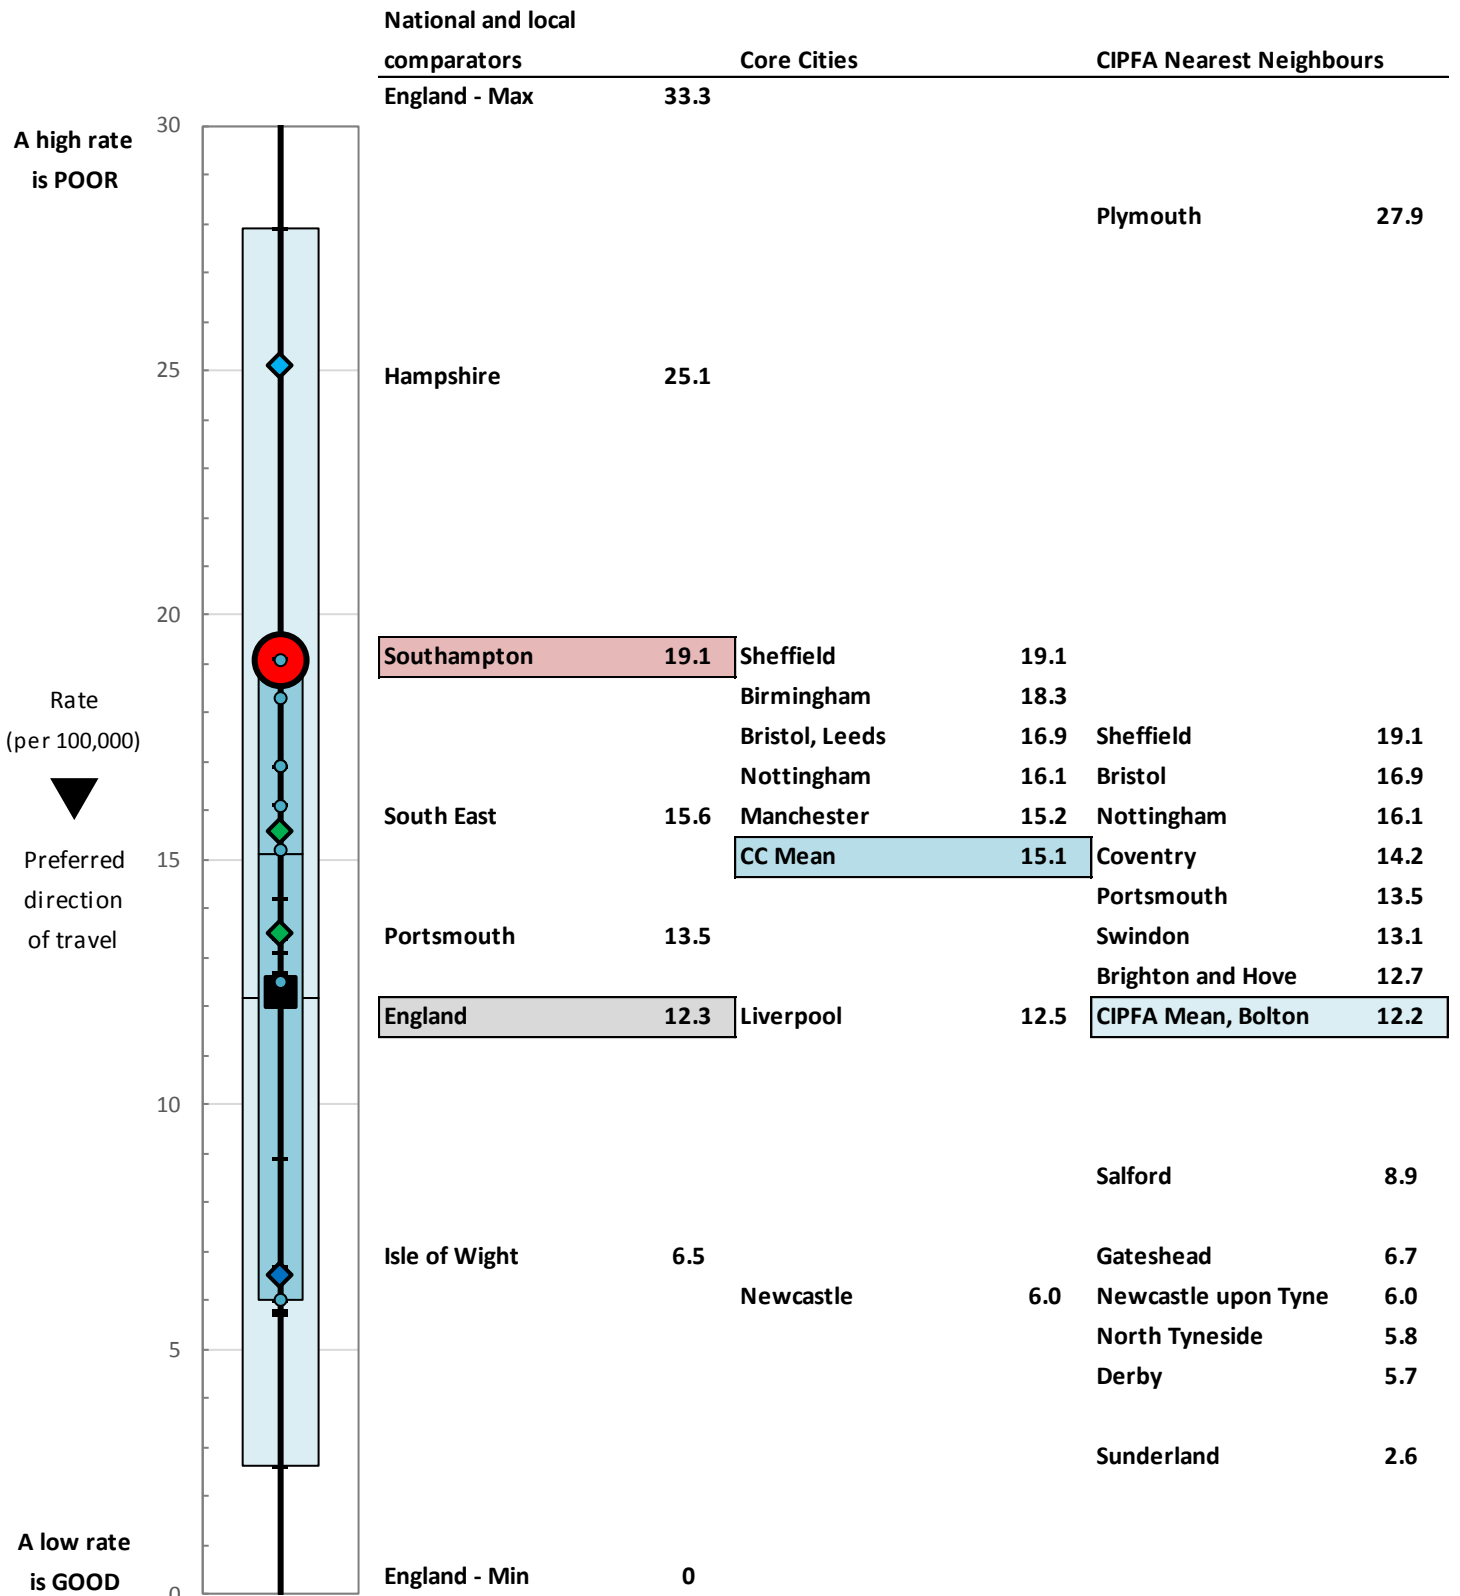 National and local
comparators Core Cities CIPFA Nearest Neighbours
England - Max 33.3
30
A high rate
is POOR
Plymouth 27.9
25
Hampshire 25.1
20
Southampton 19.1 Sheffield 19.1
Birmingham 18.3
Rate
(per 100,000)
Bristol, Leeds 16.9 Sheffield 19.1
Nottingham 16.1 Bristol 16.9
South East 15.6 Manchester 15.2 Nottingham 16.1
15
CC Mean 15.1 Coventry 14.2
Preferred
direction
of travel
Portsmouth 13.5
Portsmouth 13.5 Swindon 13.1
Brighton and Hove 12.7
England 12.3 Liverpool 12.5 CIPFA Mean, Bolton 12.2
10
Salford 8.9
Isle of Wight 6.5 Gateshead 6.7
Newcastle 6.0 Newcastle upon Tyne 6.0
North Tyneside 5.8
5
Derby 5.7
Sunderland 2.6
A low rate
is GOOD
England - Min 0
0